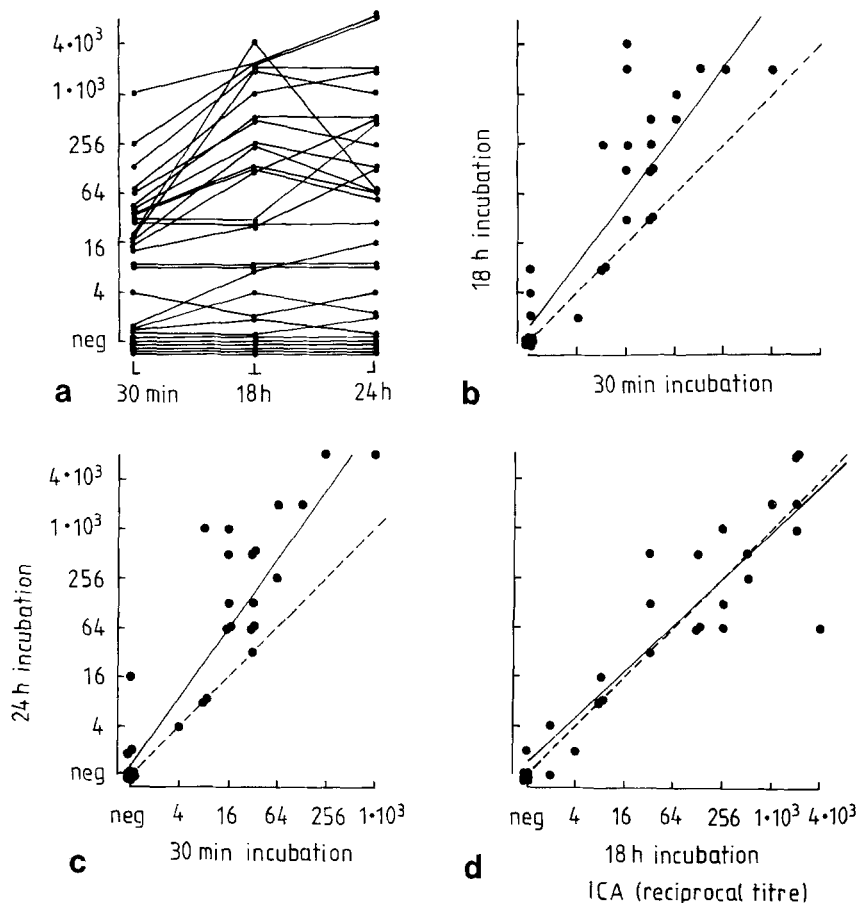 4·10³
1·10³
256
64
16
4
neg
a
30 min 18h 24h
18 h incubation
b
30 min incubation
24 h incubation
4·10³
1·10³
256
64
16
4
neg
neg 4 16 64 256 1·10³
c
30 min incubation
neg 4 16 64 256 1·10³ 4·10³
d
18 h incubation
ICA (reciprocal titre)